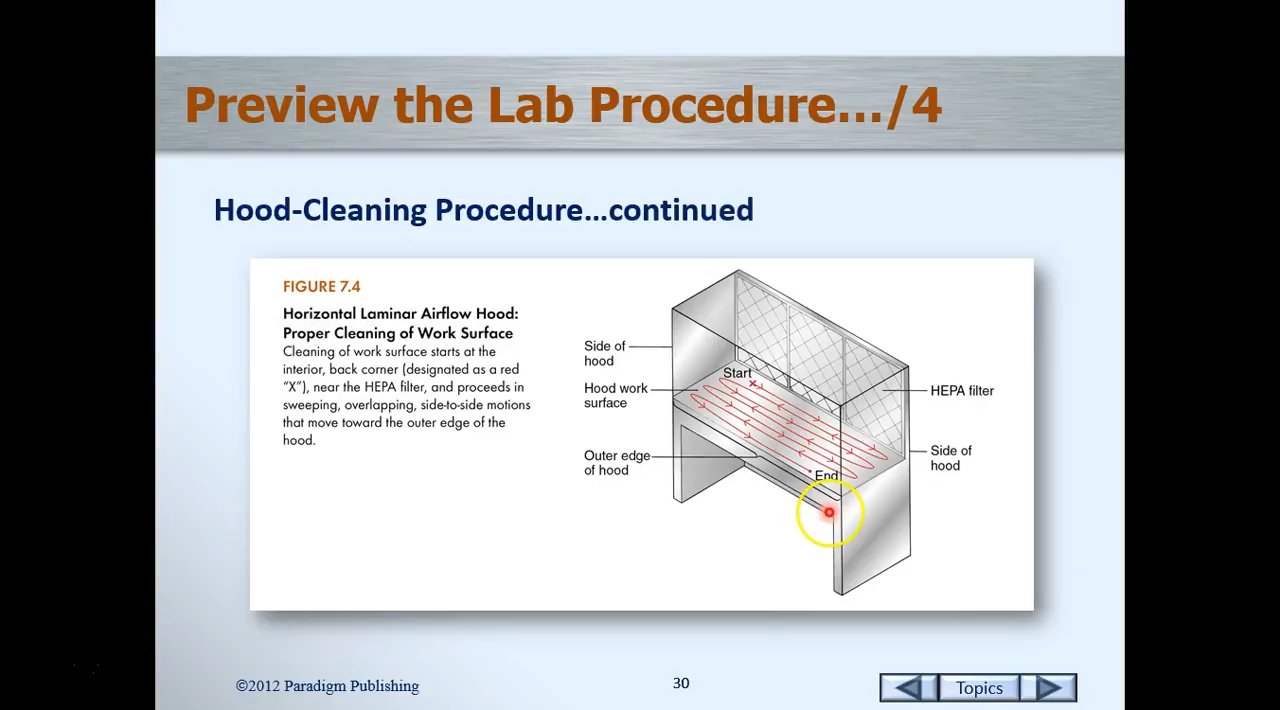 Preview the Lab Procedure.../4
Hood-Cleaning Procedure...continued
FIGURE 7.4
Horizontal Laminar Airflow Hood:
Proper Cleaning of Work Surface
Cleaning of work surface starts at the
interior, back corner (designated as a red
“X”), near the HEPA filter, and proceeds in
sweeping, overlapping, side-to-side motions
that move toward the outer edge of the
hood.
Side of
hood
Hood work
surface
Outer edge
of hood
Start
End
HEPA filter
Side of
hood
©2012 Paradigm Publishing
30
Topics